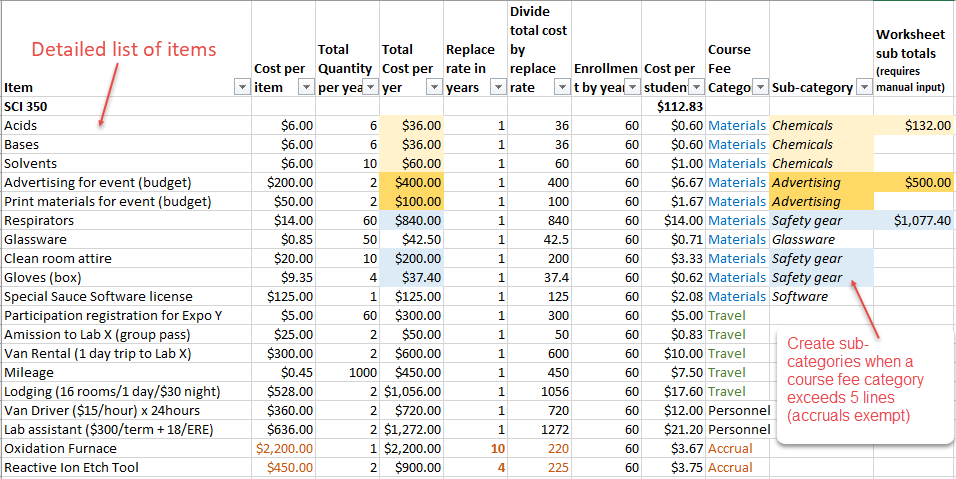 Detailed list of items
Item
Cost per item
Total Quantity per yea
Total Cost per yer
Replace rate in years
Divide total cost by replace rate
Enrollmen t by yea
Cost per studen
Course Fee Catego
Sub-category
Worksheet sub totals (requires manual input)
SCI 350 $112.83
Acids $6.00 6 $36.00 1 36 60 $0.60 Materials Chemicals $132.00
Bases $6.00 6 $36.00 1 36 60 $0.60 Materials Chemicals
Solvents $6.00 10 $60.00 1 60 60 $1.00 Materials Chemicals
Advertising for event (budget) $200.00 2 $400.00 1 400 60 $6.67 Materials Advertising $500.00
Print materials for event (budget) $50.00 2 $100.00 1 100 60 $1.67 Materials Advertising
Respirators $14.00 60 $840.00 1 840 60 $14.00 Materials Safety gear $1,077.40
Glassware $0.85 50 $42.50 1 42.5 60 $0.71 Materials Glassware
Clean room attire $20.00 10 $200.00 1 200 60 $3.33 Materials Safety gear
Gloves (box) $9.35 4 $37.40 1 37.4 60 $0.62 Materials Safety gear
Special Sauce Software license $125.00 1 $125.00 1 125 60 $2.08 Materials Software
Participation registration for Expo Y $5.00 60 $300.00 1 300 60 $5.00 Travel
Amission to Lab X (group pass) $25.00 2 $50.00 1 50 60 $0.83 Travel
Van Rental (1 day trip to Lab X) $300.00 2 $600.00 1 600 60 $10.00 Travel
Mileage $0.45 1000 $450.00 1 450 60 $7.50 Travel
Lodging (16 rooms/1 day/$30 night) $528.00 2 $1,056.00 1 1056 60 $17.60 Travel
Van Driver ($15/hour) x 24hours $360.00 2 $720.00 1 720 60 $12.00 Personnel
Lab assistant ($300/term + 18/ERE) $636.00 2 $1,272.00 1 1272 60 $21.20 Personnel
Oxidation Furnace $2,200.00 1 $2,200.00 10 220 60 $3.67 Accrual
Reactive Ion Etch Tool $450.00 2 $900.00 4 225 60 $3.75 Accrual
Create sub-
categories when a
course fee category
exceeds 5 lines
(accruals exempt)